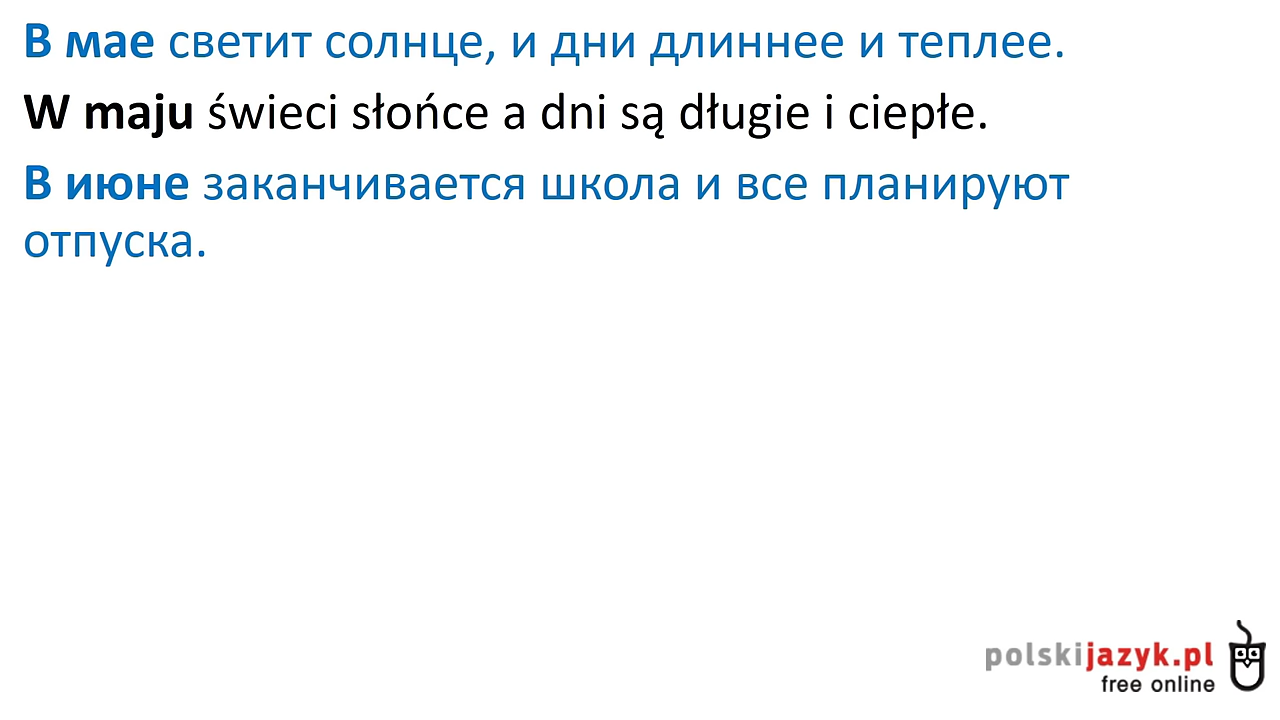 В мае светит солнце, и дни длиннее и теплее.
W maju świeci słońce a dni są długie i ciepłe.
В июне заканчивается школа и все планируют
отпуска.
polskijazyk.pl
free online